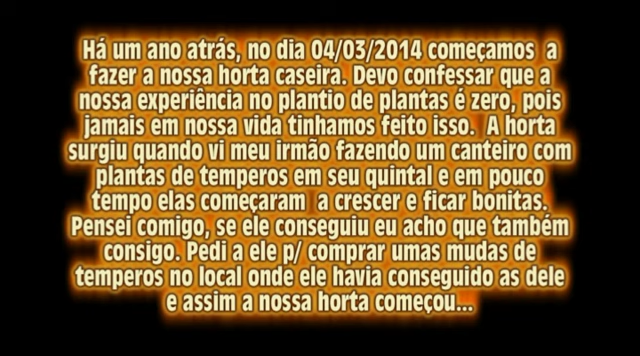 Há um ano atrás, no dia 04/03/2014 começamos a
fazer a nossa horta caseira. Devo confessar que a
nossa experiência no plantio de plantas é zero, pois
jamais em nossa vida tinhamos feito isso. A horta
surgiu quando vi meu irmão fazendo um canteiro com
plantas de temperos em seu quintal e em pouco
tempo elas começaram a crescer e ficar bonitas.
Pensei comigo, se ele conseguiu eu acho que também
consigo. Pedi a ele p/ comprar umas mudas de
temperos no local onde ele havia conseguido as dele
e assim a nossa horta começou...